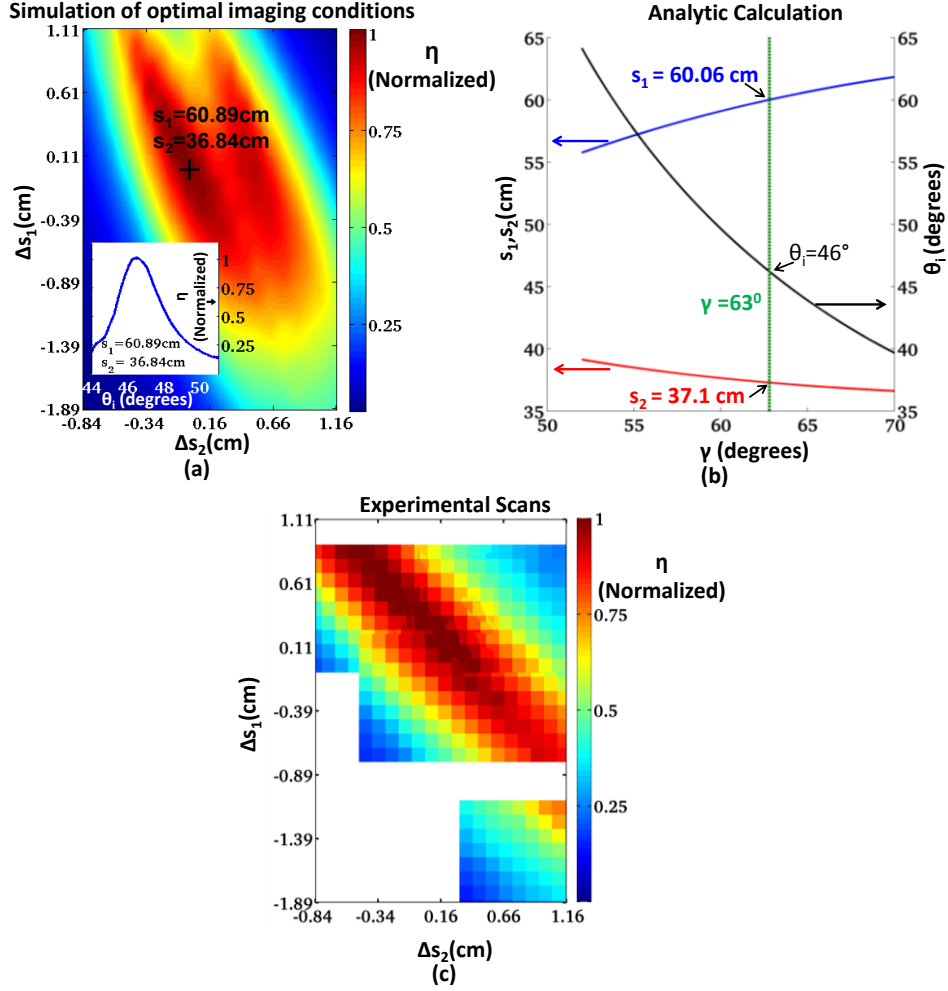 Simulation of optimal imaging conditions
1.11
0.61
0.11
-0.39
-0.89
-1.39
-1.89
Δs₁(cm)
s₁=60.89cm
s₂=36.84cm
1
0.75
0.5
0.25
η
(Normalized)
s₁=60.89cm
s₂= 36.84cm
44 46 48 50
θᵢ (degrees)
-0.84 -0.34 0.16 0.66 1.16
Δs₂(cm)
(a)
1
0.75
0.5
0.25
η
(Normalized)
Analytic Calculation
65
60
55
50
45
40
35
s₁,s₂(cm)
s₁ = 60.06 cm
θᵢ=46°
γ =63⁰
s₂ = 37.1 cm
65
60
55
50
45
40
35
θᵢ (degrees)
50 55 60 65 70
γ (degrees)
(b)
Experimental Scans
1.11
0.61
0.11
-0.39
-0.89
-1.39
-1.89
Δs₁(cm)
-0.84 -0.34 0.16 0.66 1.16
Δs₂(cm)
(c)
1
0.75
0.5
0.25
η
(Normalized)